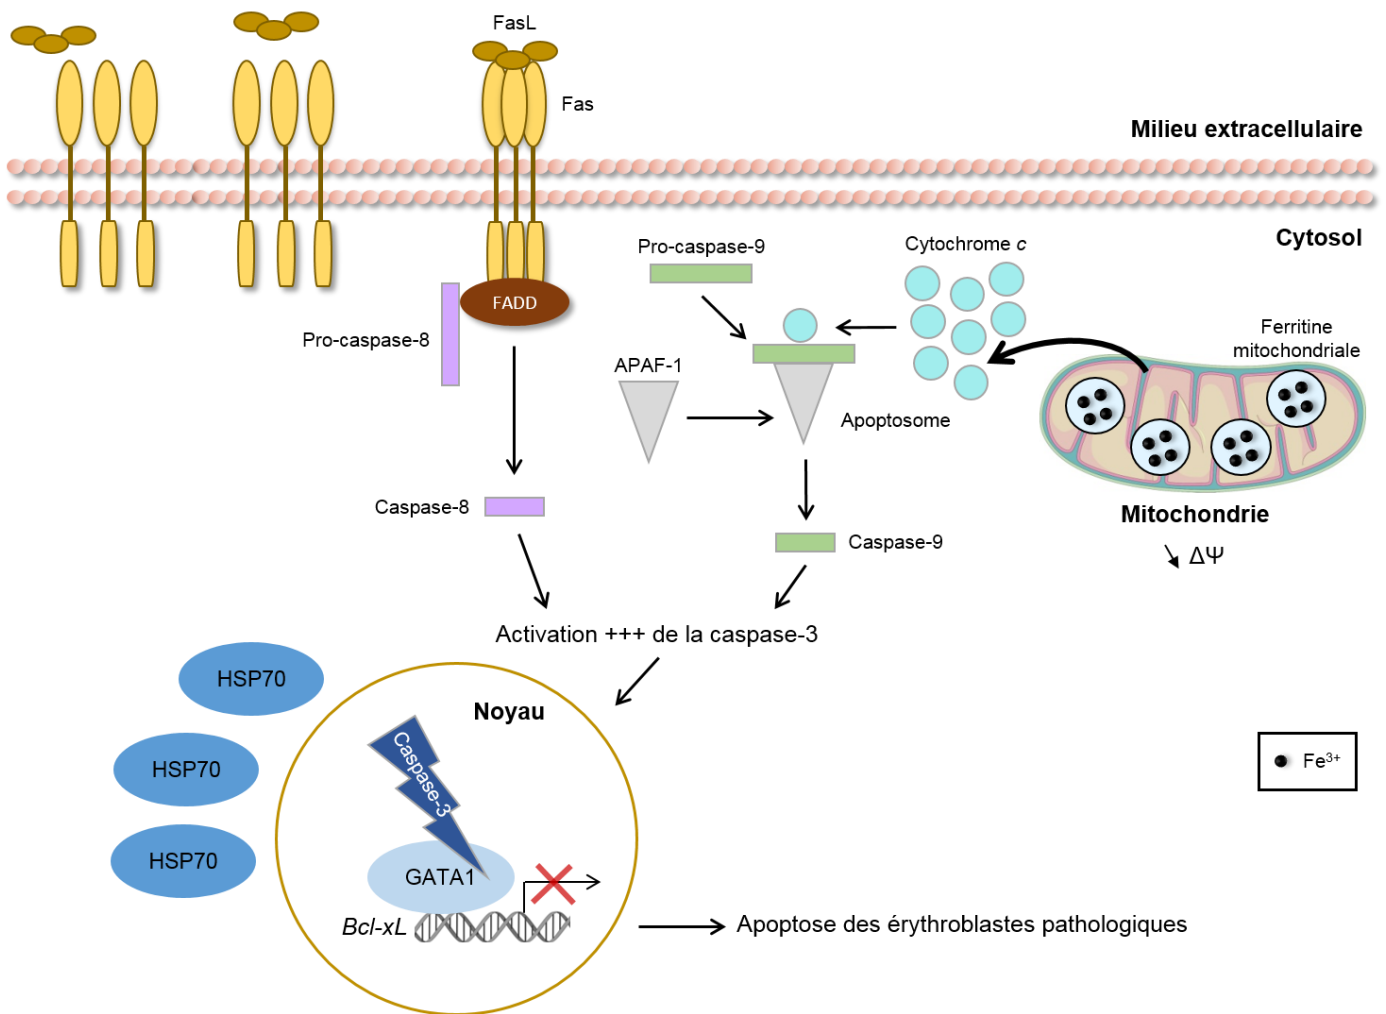 FasL
Fas
Milieu extracellulaire
Cytosol
Pro-caspase-9
Cytochrome c
FADD
Pro-caspase-8
Ferritine
mitochondriale
APAF-1
Apoptosome
Caspase-8
Mitochondrie
Caspase-9
↘ ΔΨ
Activation +++ de la caspase-3
HSP70
Noyau
Caspase-3
HSP70
Fe³⁺
HSP70
GATA1
Bcl-xL
Apoptose des érythroblastes pathologiques